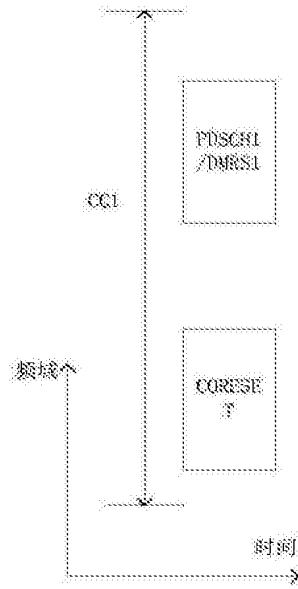 PDSCH1
/DMRS1
CC1
频域
CORESE
T
时间